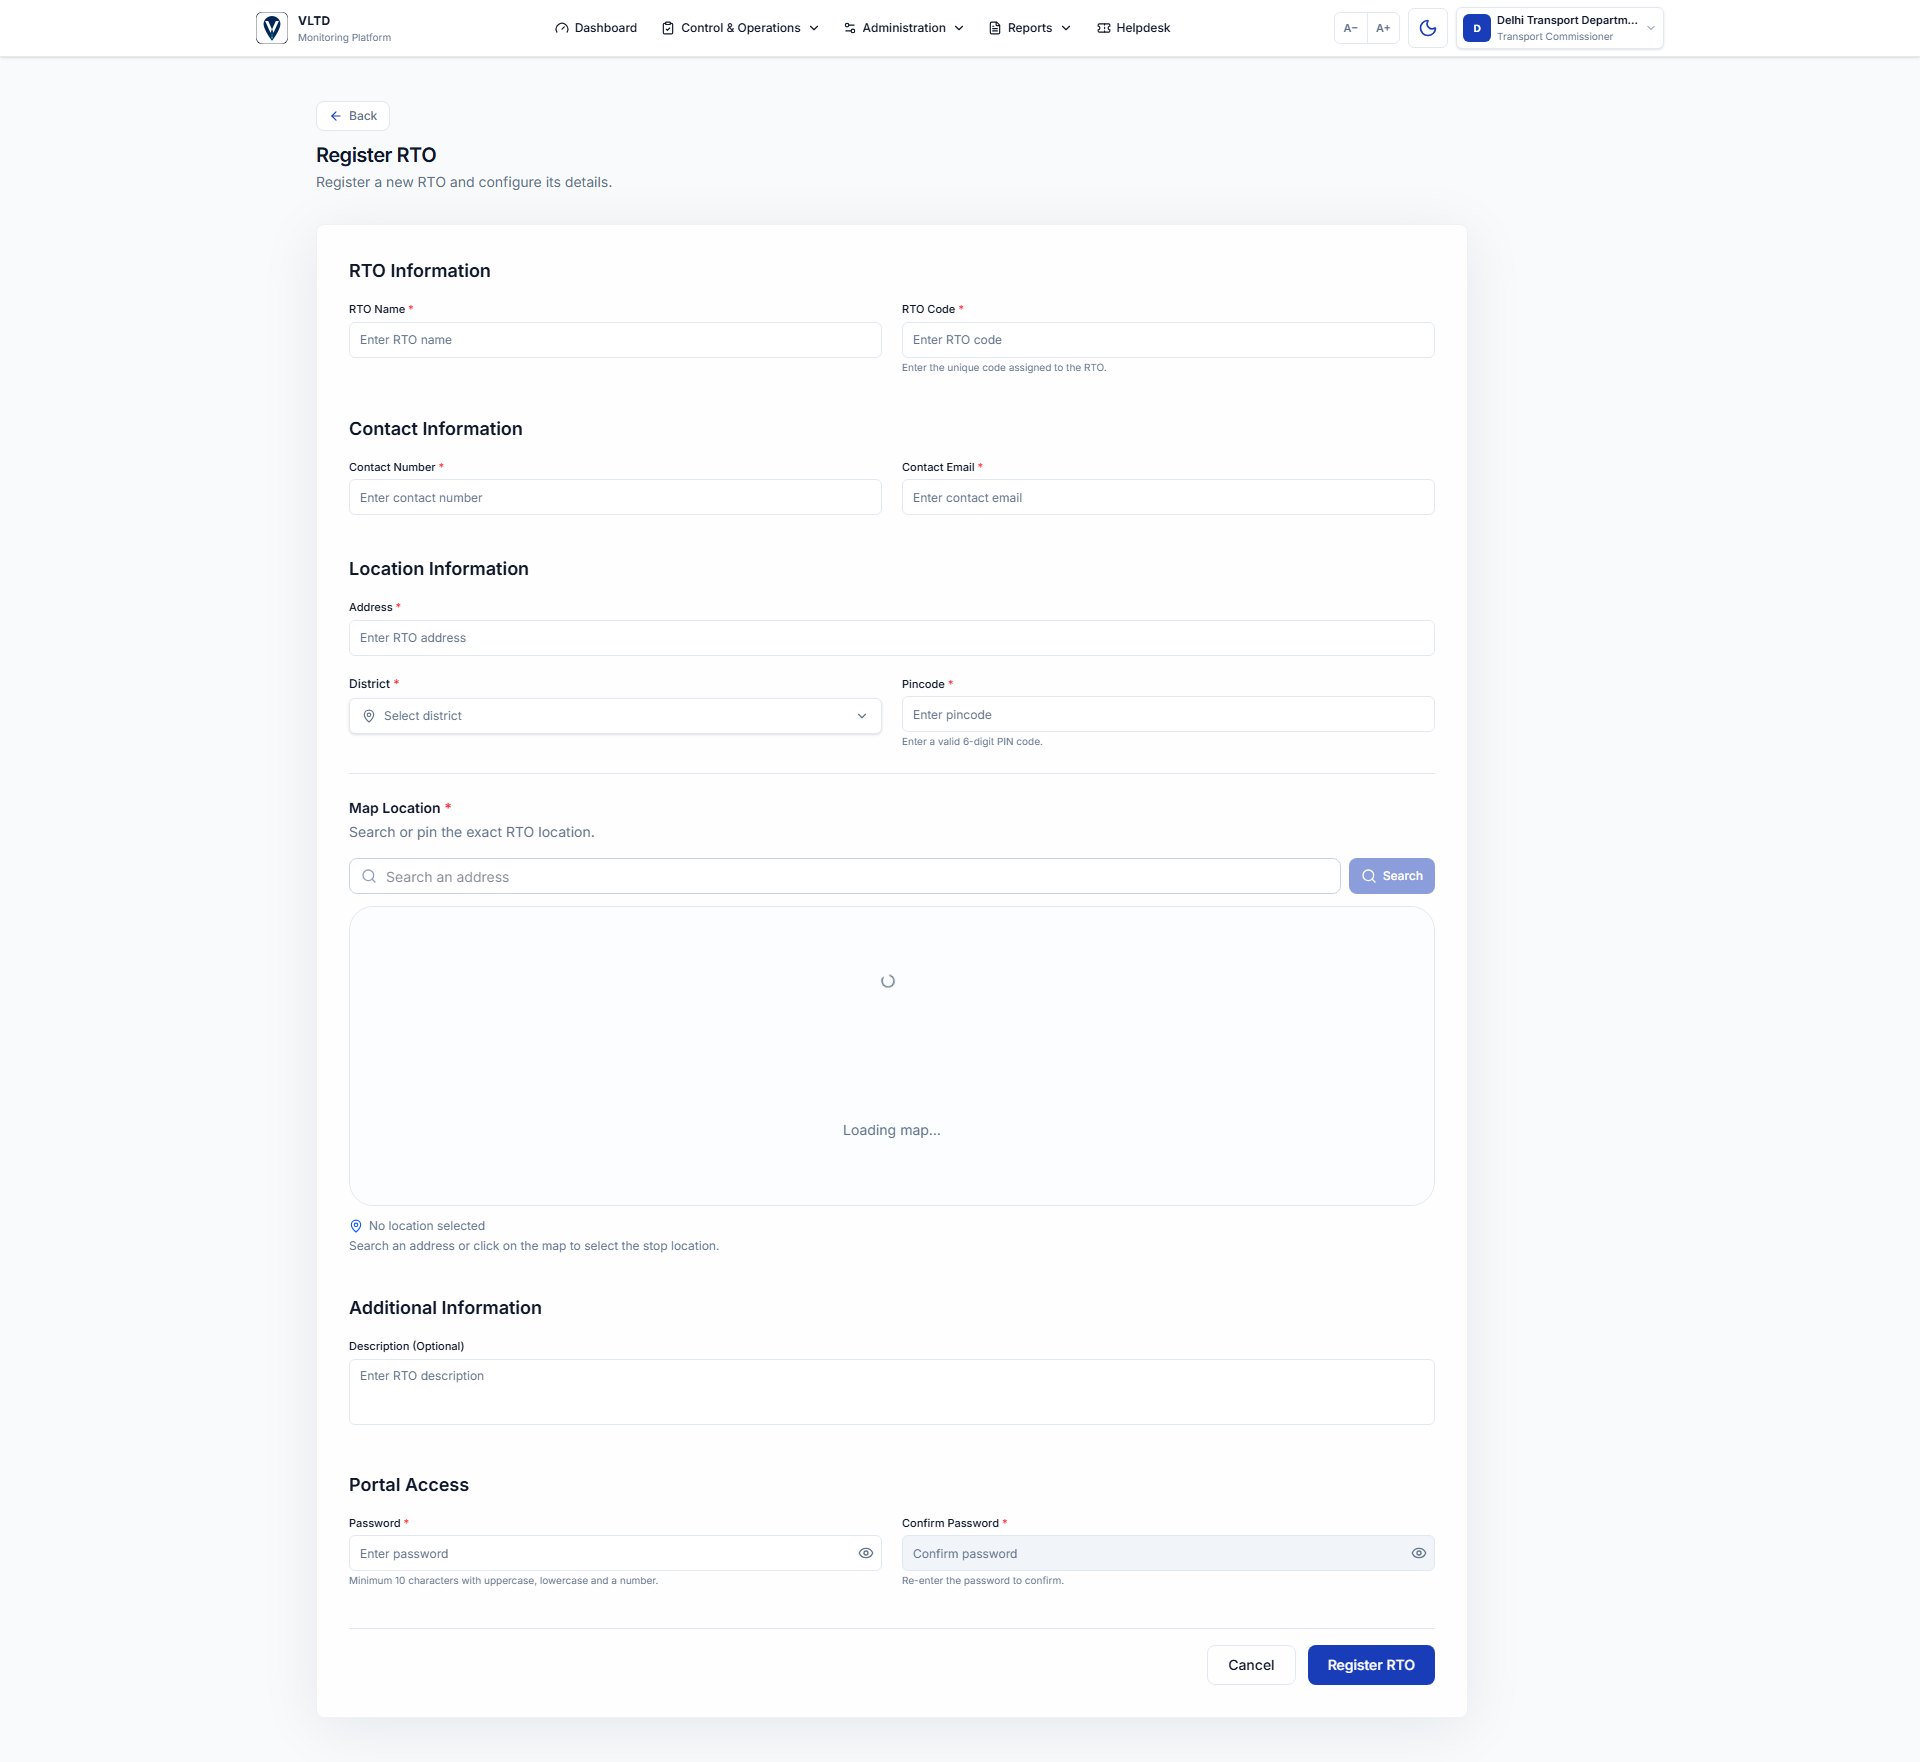 VLTD
Monitoring Platform
Dashboard
Control & Operations
Administration
Reports
Helpdesk
A−
A+
D
Delhi Transport Departm...
Transport Commissioner
Back
Register RTO
Register a new RTO and configure its details.
RTO Information
RTO Name *
RTO Code *
Enter RTO name
Enter RTO code
Enter the unique code assigned to the RTO.
Contact Information
Contact Number *
Contact Email *
Enter contact number
Enter contact email
Location Information
Address *
Enter RTO address
District *
Pincode *
Select district
Enter pincode
Enter a valid 6-digit PIN code.
Map Location *
Search or pin the exact RTO location.
Search an address
Search
Loading map...
No location selected
Search an address or click on the map to select the stop location.
Additional Information
Description (Optional)
Enter RTO description
Portal Access
Password *
Confirm Password *
Enter password
Confirm password
Minimum 10 characters with uppercase, lowercase and a number.
Re-enter the password to confirm.
Cancel
Register RTO